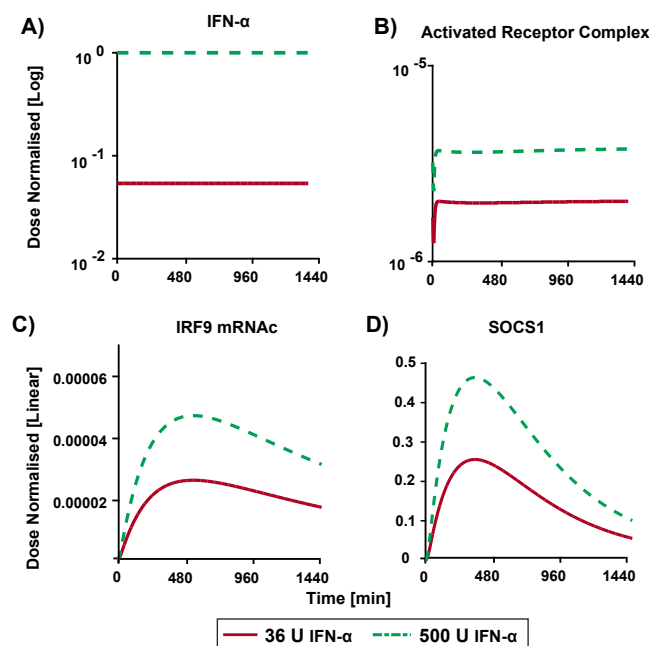 A)
IFN-α
B)
Activated Receptor Complex
Dose Normalised [Log]
10^0
10^-1
10^-2
0 480 960 1440
10^-5
10^-6
0 480 960 1440
C)
IRF9 mRNAc
D)
SOCS1
Dose Normalised [Linear]
0.00006
0.00004
0.00002
0
0 480 960 1440
0.5
0.4
0.3
0.2
0.1
0
0 480 960 1440
Time [min]
36 U IFN-α 500 U IFN-α